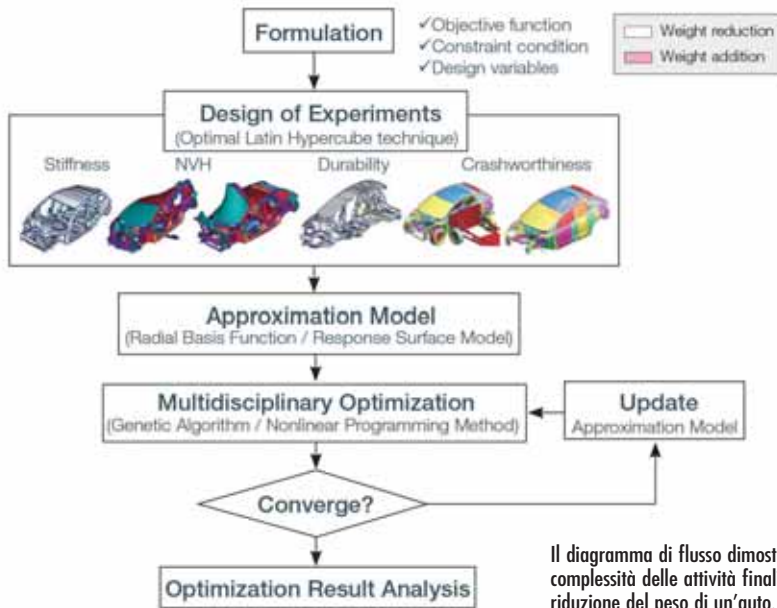 Formulation
✓Objective function
✓Constraint condition
✓Design variables
Weight reduction
Weight addition
Design of Experiments
(Optimal Latin Hypercube technique)
Stiffness NVH Durability Crashworthiness
Approximation Model
(Radial Basis Function / Response Surface Model)
Multidisciplinary Optimization
(Genetic Algorithm / Nonlinear Programming Method)
Update
Approximation Model
Converge?
Optimization Result Analysis
Il diagramma di flusso dimost
complessità delle attività final
riduzione del peso di un'auto